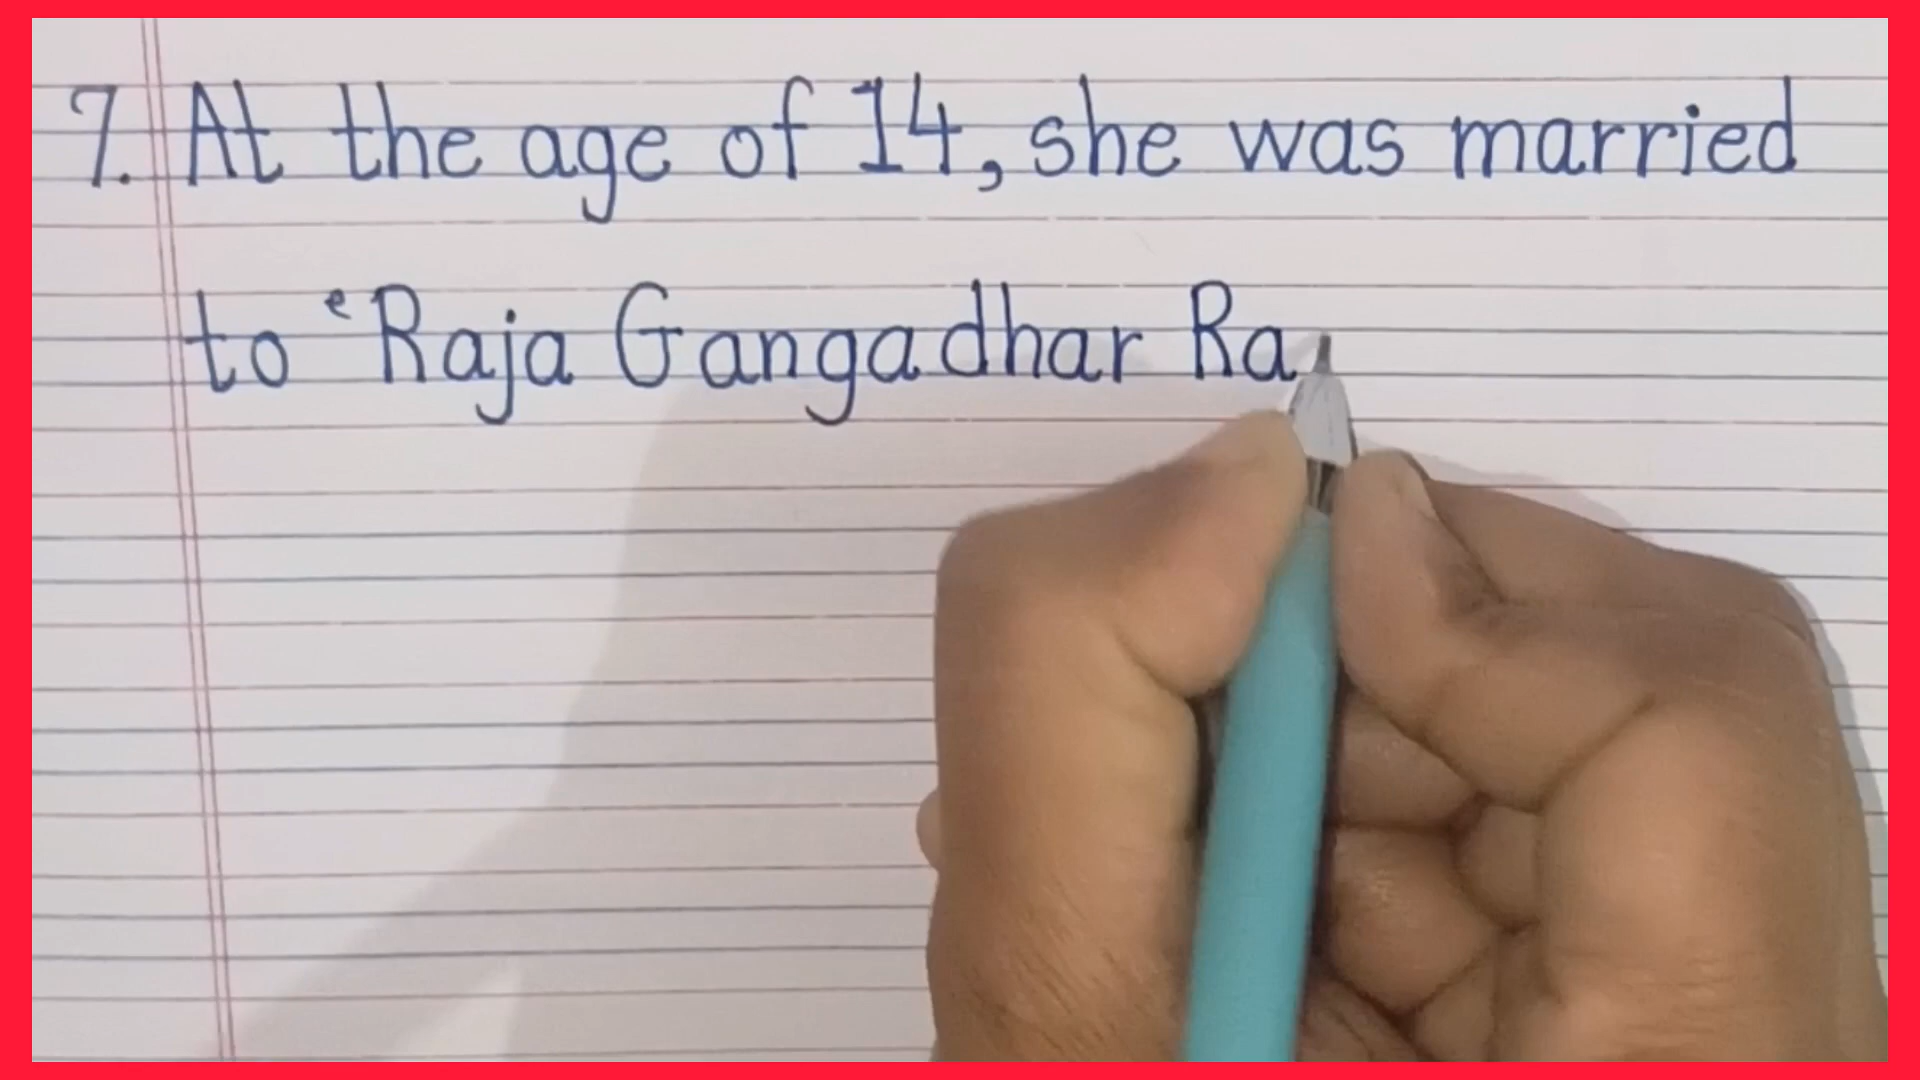 7. At the age of 14, she was married
to ‘Raja Gangadhar Ra